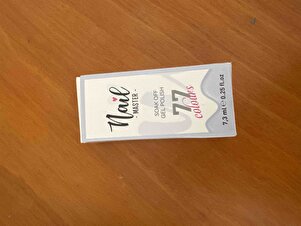 Nail
- MASTER -
SOAK OFF
GEL POLISH
77
colours
7,3 ml ℮ 0.25 fl.oz